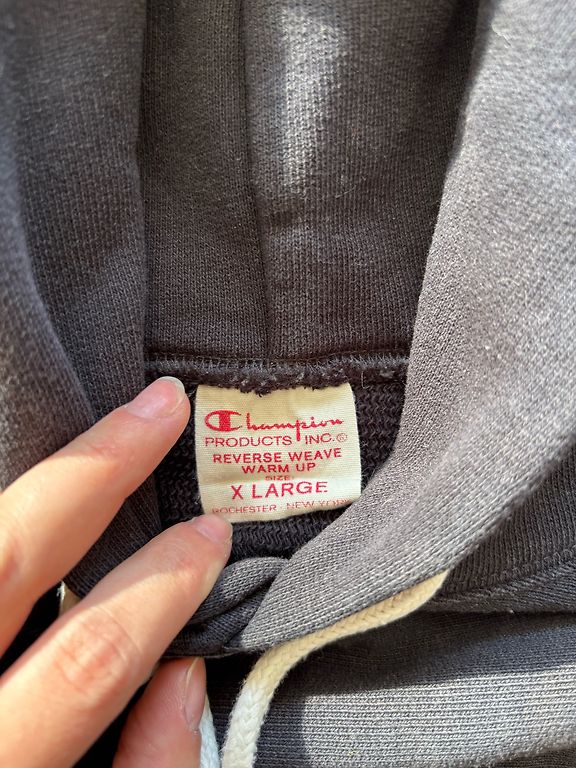 Champion
PRODUCTS INC.©
REVERSE WEAVE
WARM UP
SIZE
X LARGE
ROCHESTER · NEW YORK